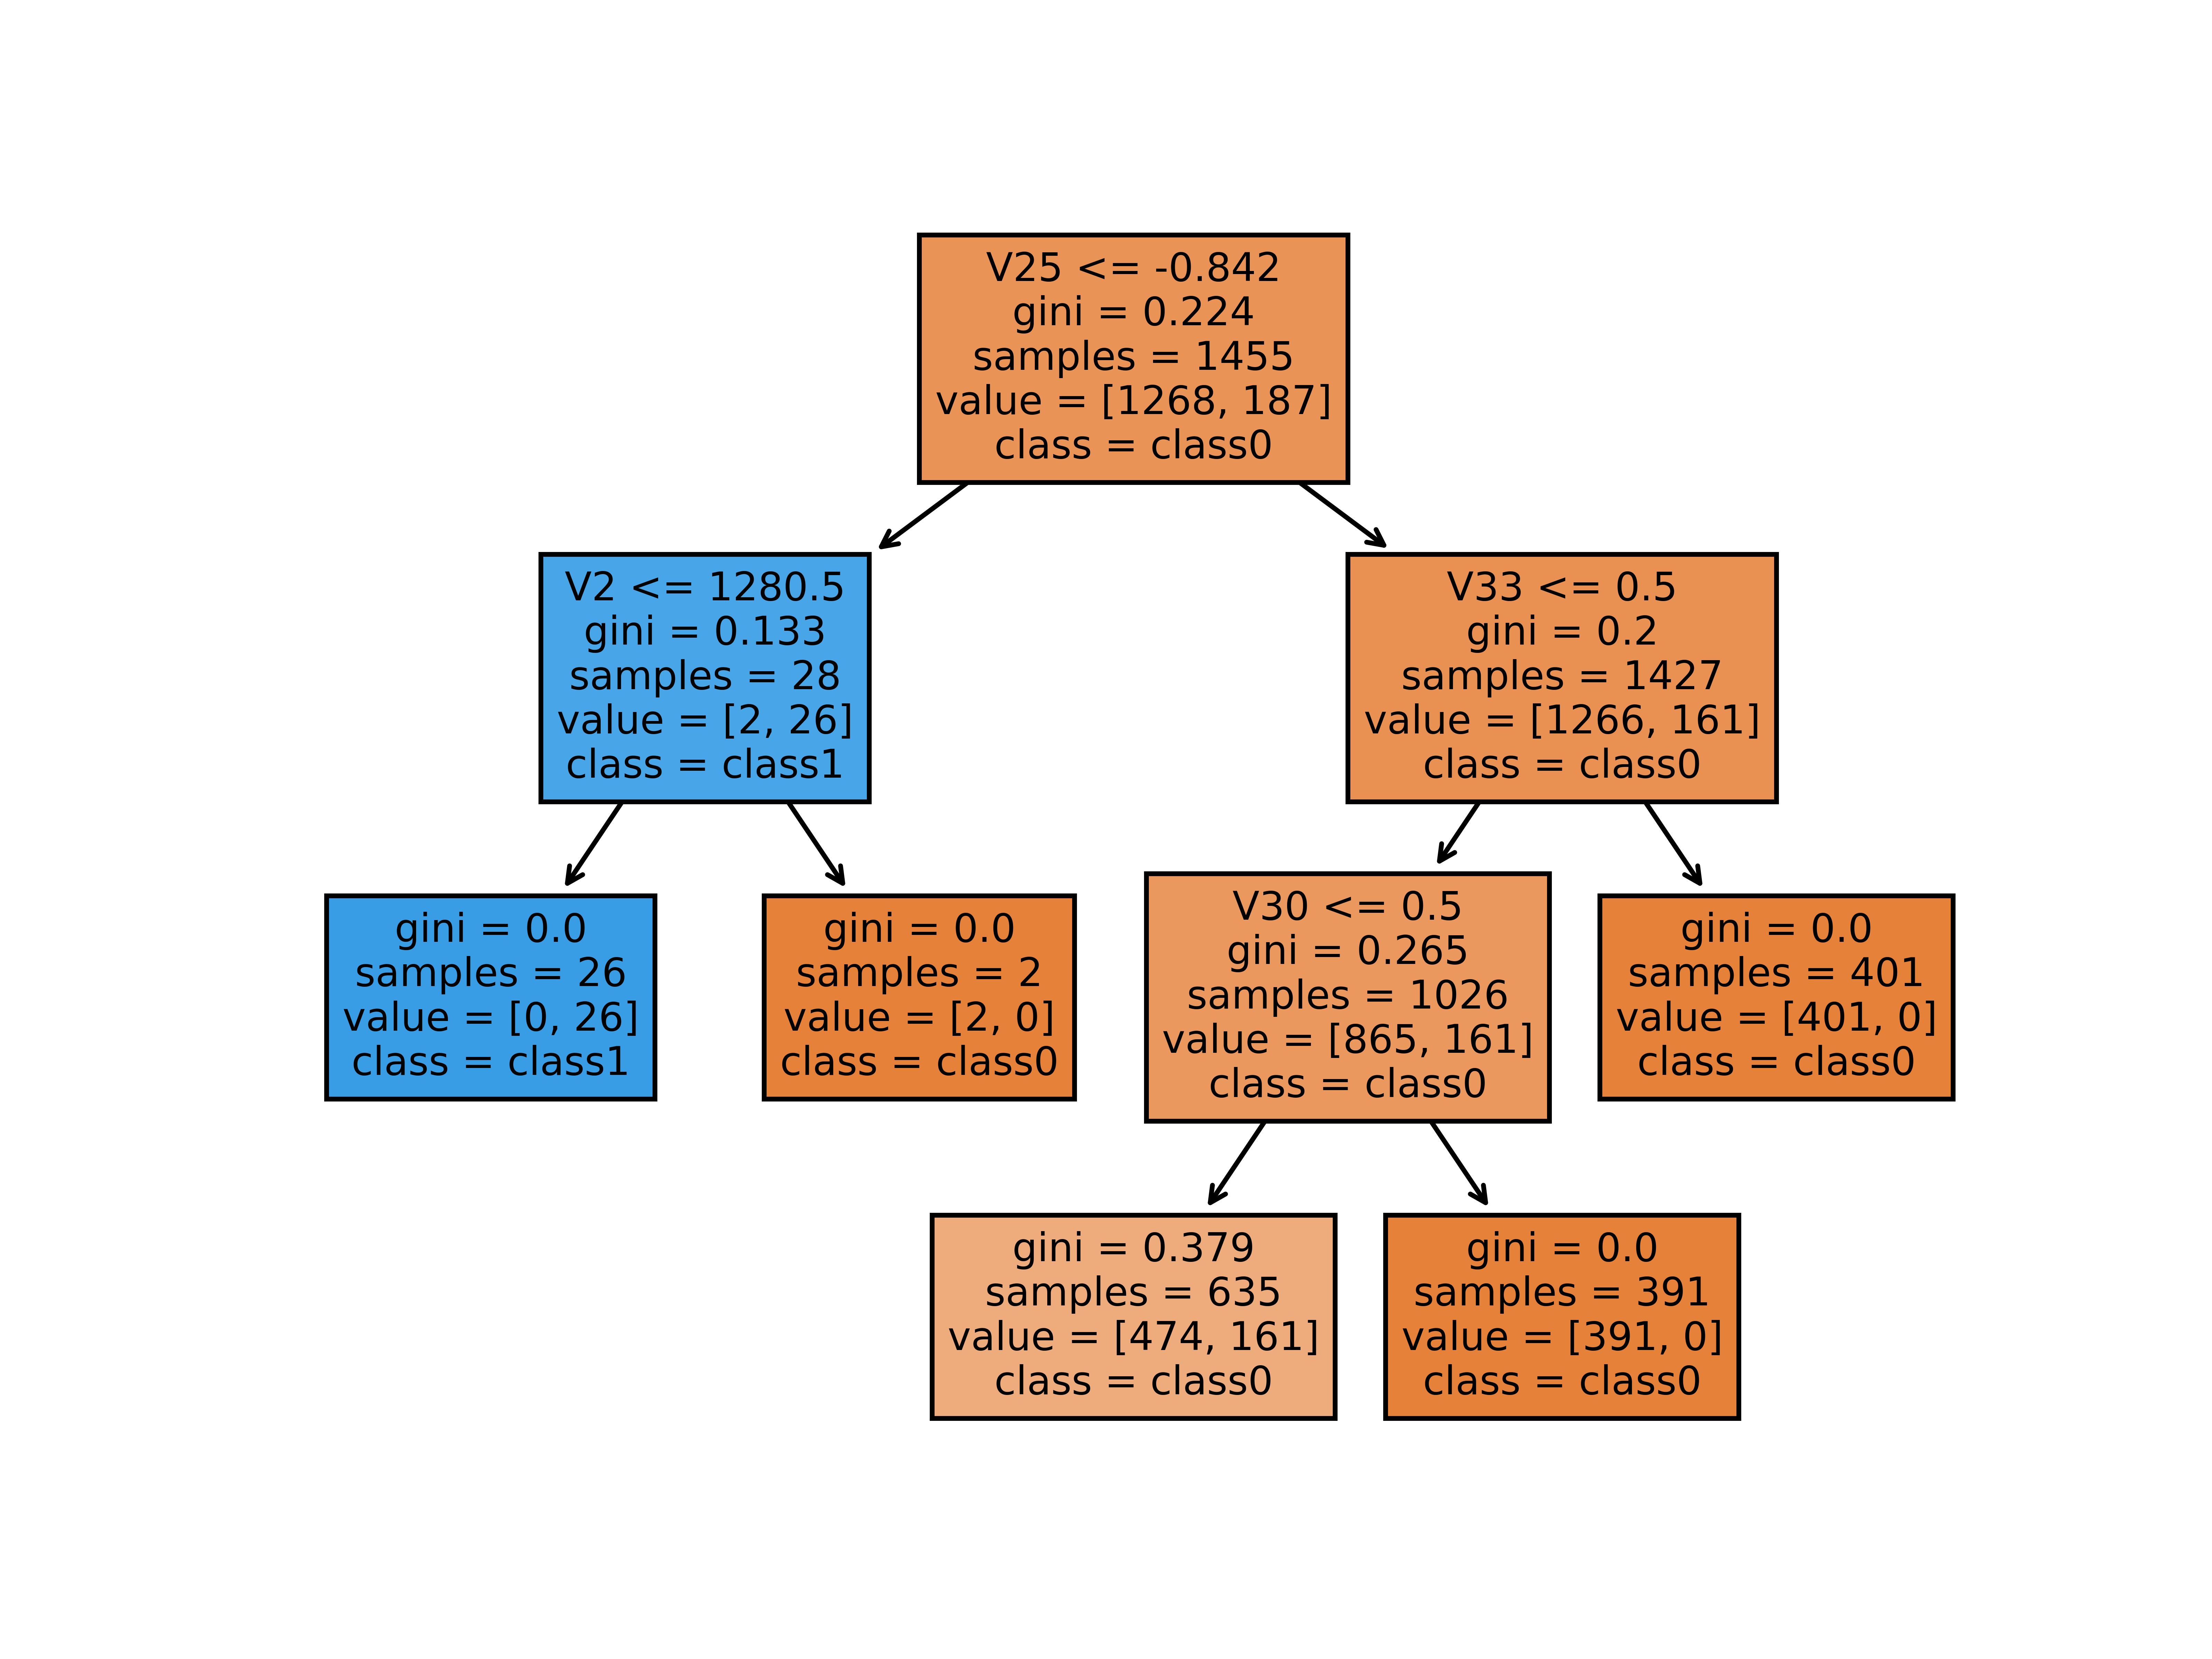 V25 <= -0.842
gini = 0.224
samples = 1455
value = [1268, 187]
class = class0
V2 <= 1280.5
gini = 0.133
samples = 28
value = [2, 26]
class = class1
V33 <= 0.5
gini = 0.2
samples = 1427
value = [1266, 161]
class = class0
gini = 0.0
samples = 26
value = [0, 26]
class = class1
gini = 0.0
samples = 2
value = [2, 0]
class = class0
V30 <= 0.5
gini = 0.265
samples = 1026
value = [865, 161]
class = class0
gini = 0.0
samples = 401
value = [401, 0]
class = class0
gini = 0.379
samples = 635
value = [474, 161]
class = class0
gini = 0.0
samples = 391
value = [391, 0]
class = class0